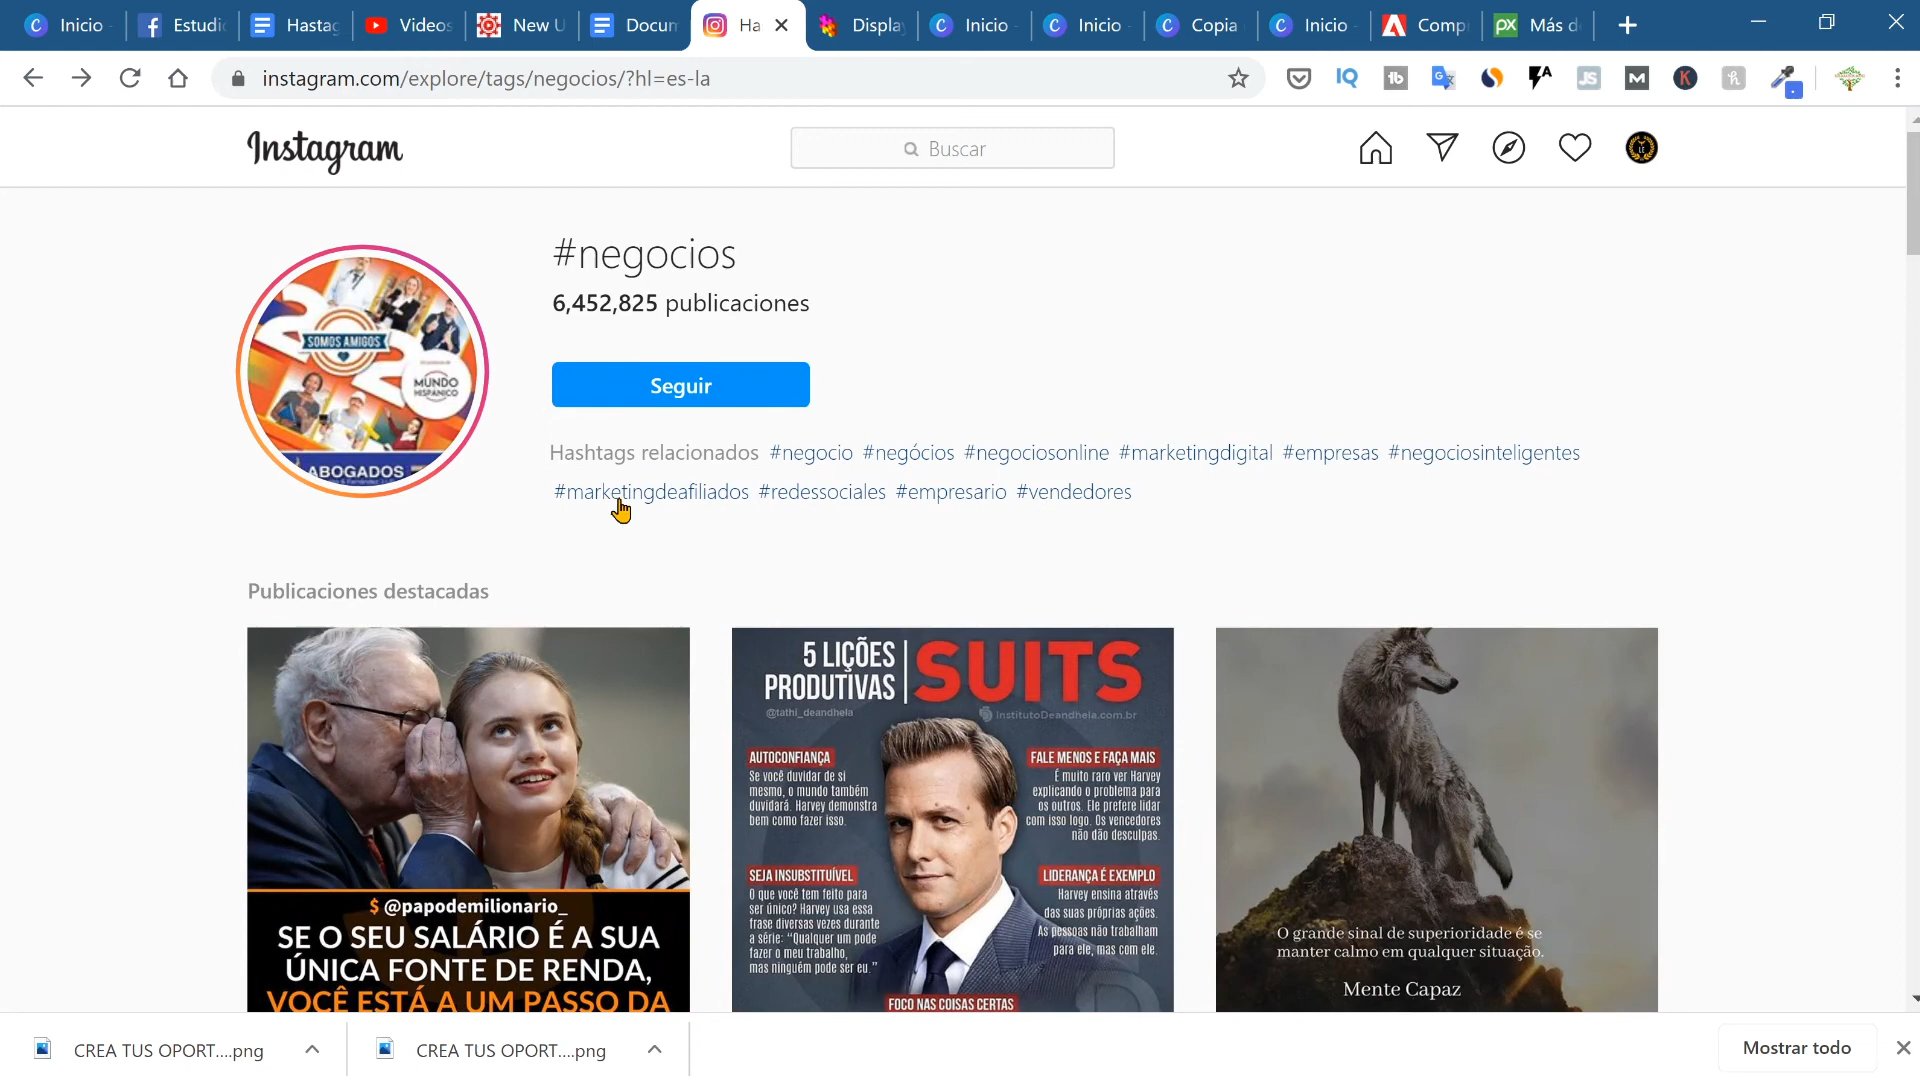 Inicio
Estudi
Hastag
Videos
New U
Docum
Ha
Display
Inicio
Inicio
Copia
Inicio
Comp
Más d
instagram.com/explore/tags/negocios/?hl=es-la
Instagram
Buscar
#negocios
6,452,825 publicaciones
Seguir
Hashtags relacionados #negocio #negócios #negociosonline #marketingdigital #empresas #negociosinteligentes
#marketingdeafiliados #redessociales #empresario #vendedores
SOMOS AMIGOS
MUNDO
HISPÁNICO
ABOGADOS
Publicaciones destacadas
$ @papodemilionario_
SE O SEU SALÁRIO É A SUA
ÚNICA FONTE DE RENDA,
VOCÊ ESTÁ A UM PASSO DA
5 LIÇÕES
PRODUTIVAS
SUITS
@tathi_deandhela
InstitutoDeandhela.com.br
AUTOCONFIANÇA
Se você duvidar de si
mesmo, o mundo também
duvidará. Harvey demonstra
bem como fazer isso.
FALE MENOS E FAÇA MAIS
É muito raro ver Harvey
explicando o problema para
os outros. Ele prefere lidar
com isso logo. Os vencedores
não dão desculpas.
SEJA INSUBSTITUÍVEL
O que você tem feito para
ser único? Harvey usa essa
frase diversas vezes durante
a série: “Qualquer um pode
fazer o meu trabalho,
mas ninguém pode ser eu.”
LIDERANÇA É EXEMPLO
Harvey ensina através
das suas próprias ações.
As pessoas não trabalham
para ele, mas com ele.
FOCO NAS COISAS CERTAS
O grande sinal de superioridade é se
manter calmo em qualquer situação.
Mente Capaz
CREA TUS OPORT....png
CREA TUS OPORT....png
Mostrar todo